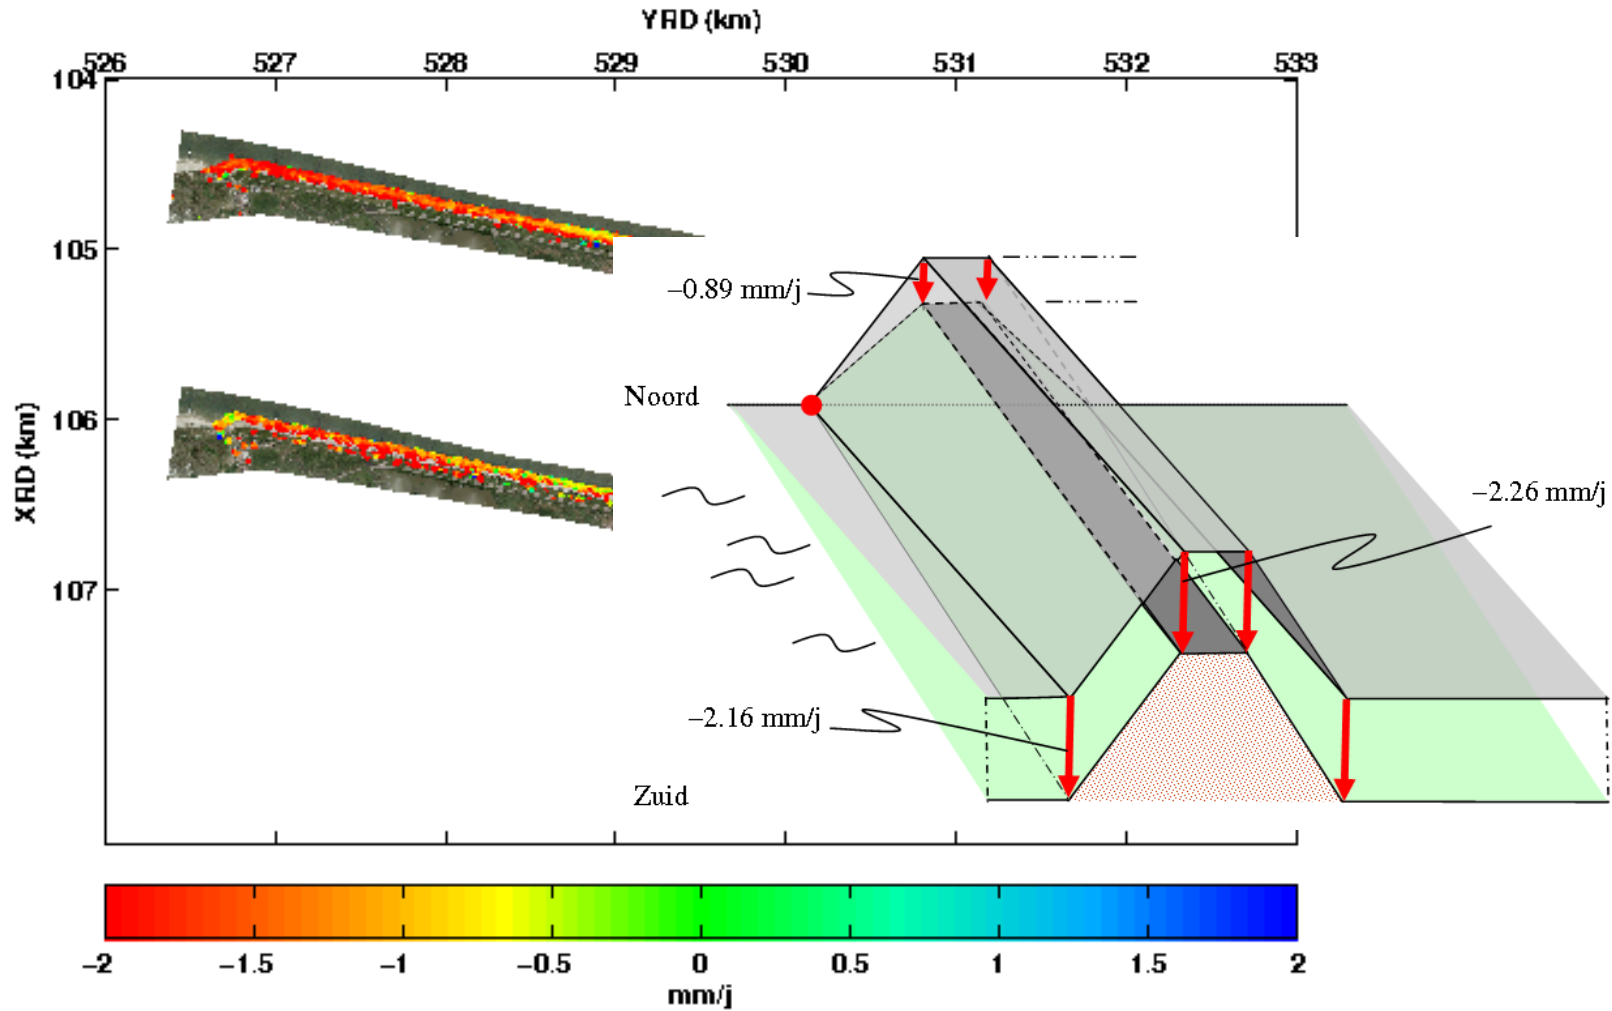 YRD (km)
526 527 528 529 530 531 532 533
104
105
106
107
XRD (km)
−0.89 mm/j
Noord
−2.26 mm/j
−2.16 mm/j
Zuid
−2 −1.5 −1 −0.5 0 0.5 1 1.5 2
mm/j